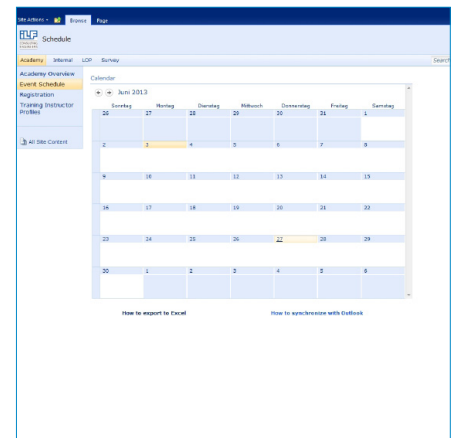 Site Actions Browse Page
Schedule
Academy Internal LOP Survey Search
Academy Overview
Event Schedule
Registration
Training Instructor
Profiles
All Site Content
Calendar
Juni 2013
Sonntag Montag Dienstag Mittwoch Donnerstag Freitag Samstag
26 27 28 29 30 31 1
2 3 4 5 6 7 8
9 10 11 12 13 14 15
16 17 18 19 20 21 22
23 24 25 26 27 28 29
30 1 2 3 4 5 6
How to export to Excel How to synchronize with Outlook